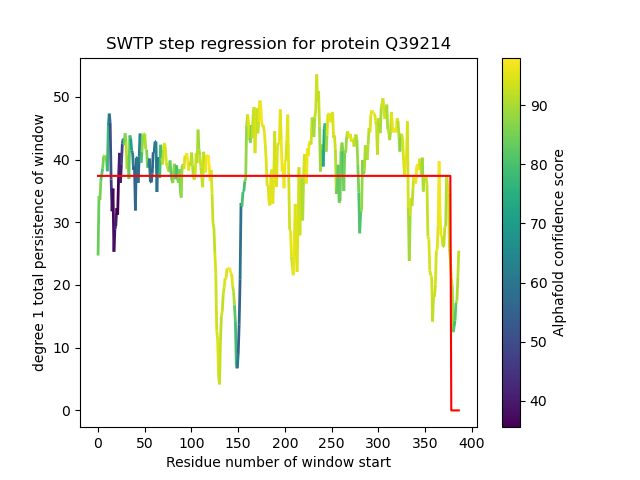 SWTP step regression for protein Q39214
degree 1 total persistence of window
50
40
30
20
10
0
0 50 100 150 200 250 300 350 400
Residue number of window start
90
80
70
60
50
40
Alphafold confidence score